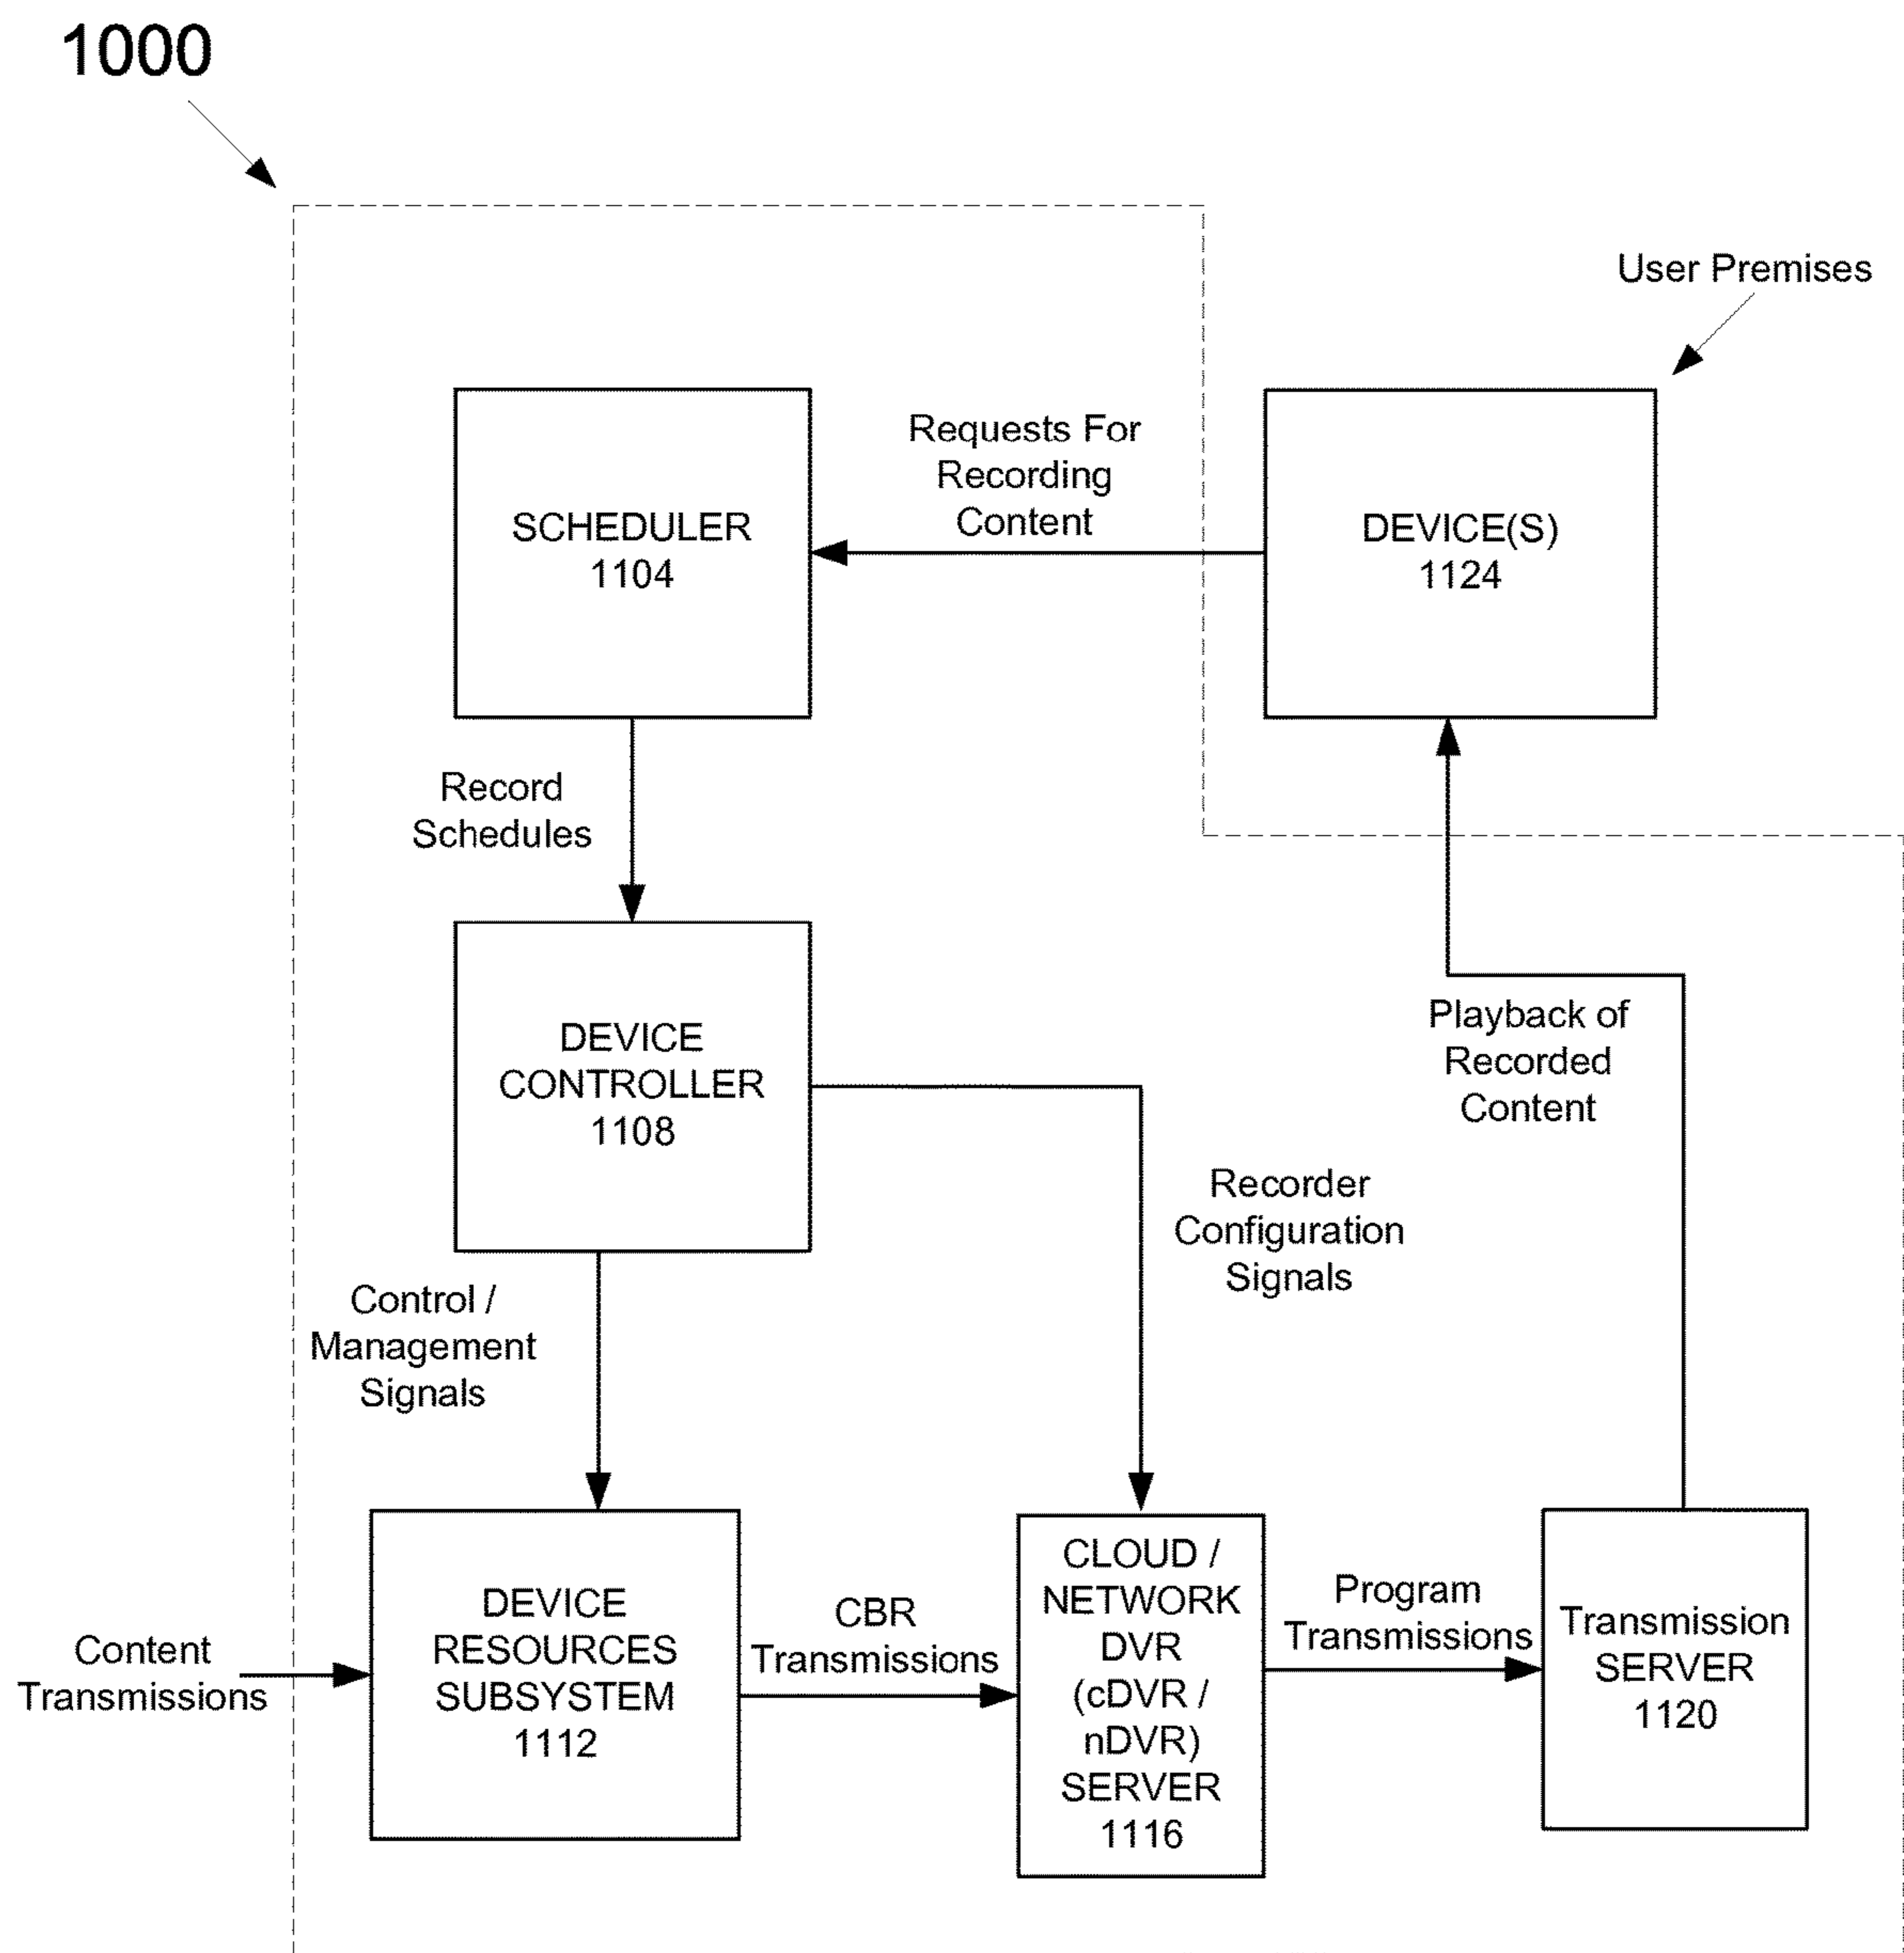 1000
User Premises
Requests For
Recording
Content
SCHEDULER
1104
DEVICE(S)
1124
Record
Schedules
DEVICE
CONTROLLER
1108
Playback of
Recorded
Content
Recorder
Configuration
Signals
Control /
Management
Signals
Content
Transmissions
DEVICE
RESOURCES
SUBSYSTEM
1112
CBR
Transmissions
CLOUD /
NETWORK
DVR
(cDVR /
nDVR)
SERVER
1116
Program
Transmissions
Transmission
SERVER
1120